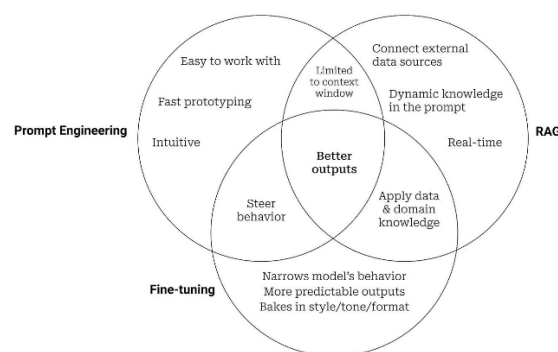 Easy to work with
Fast prototyping
Prompt Engineering
Intuitive
Limited
to context
window
Connect external
data sources
Dynamic knowledge
in the prompt
Real-time
RAG
Better
outputs
Steer
behavior
Apply data
& domain
knowledge
Fine-tuning
Narrows model's behavior
More predictable outputs
Bakes in style/tone/format